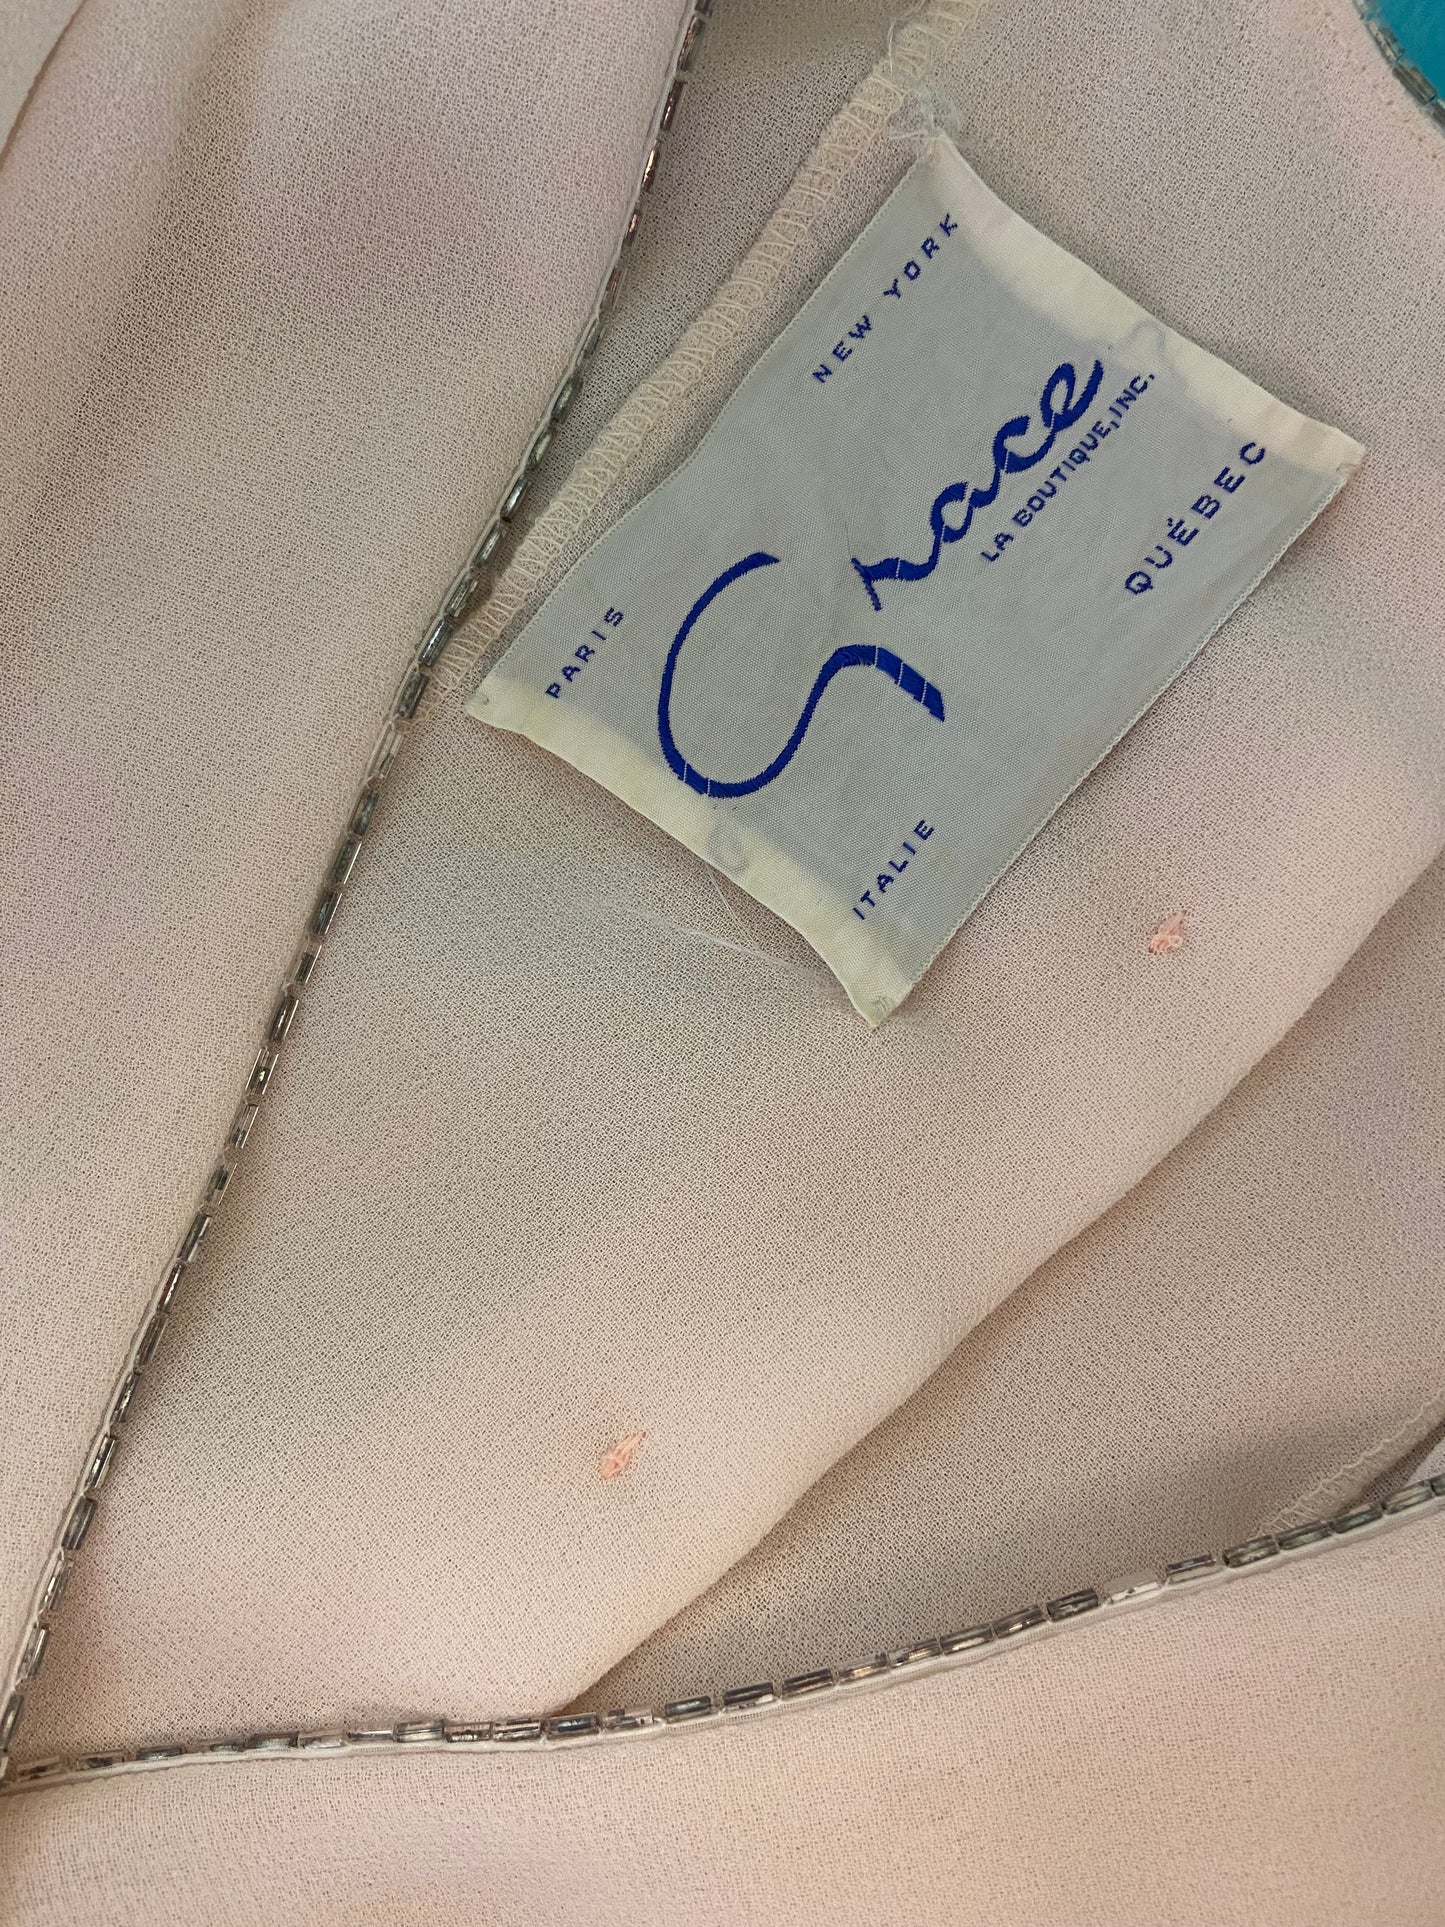 PARIS NEW YORK
Grace
LA BOUTIQUE, INC.
ITALIE QUÉBEC